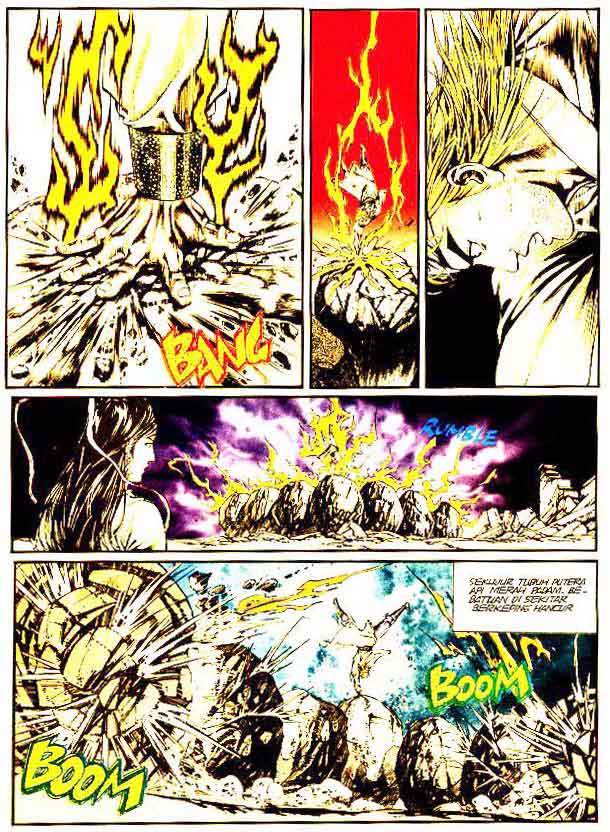 BANG
RUMBLE
SEKUJUR TUBUH PUTERA
API MERAH PADAM. BE-
BATUAN DI SEKITAR
BERKEPING HANCUR
BOOM
BOOM